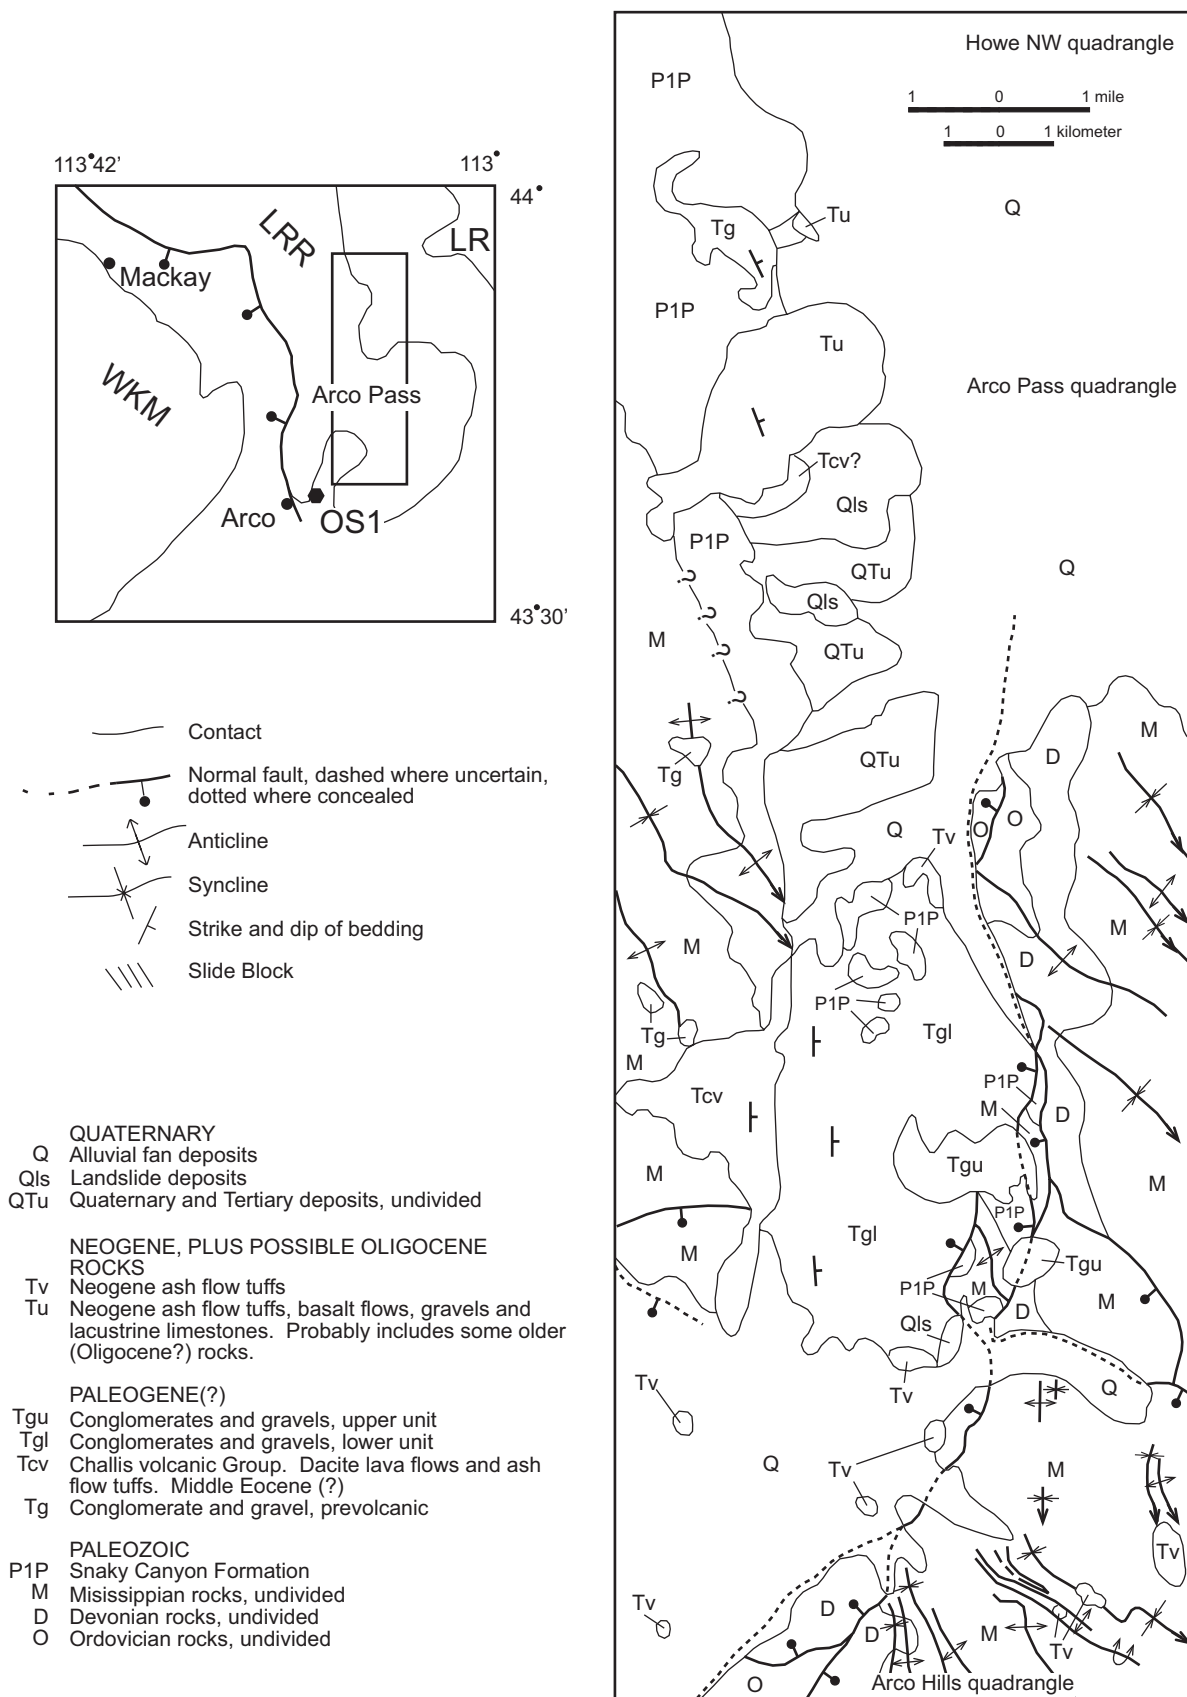 113°42'
113°
44°
LRR
LR
Mackay
WKM
Arco Pass
Arco
OS1
43°30'
Contact
Normal fault, dashed where uncertain,
dotted where concealed
Anticline
Syncline
Strike and dip of bedding
Slide Block
QUATERNARY
Q Alluvial fan deposits
Qls Landslide deposits
QTu Quaternary and Tertiary deposits, undivided
NEOGENE, PLUS POSSIBLE OLIGOCENE
ROCKS
Tv Neogene ash flow tuffs
Tu Neogene ash flow tuffs, basalt flows, gravels and
lacustrine limestones. Probably includes some older
(Oligocene?) rocks.
PALEOGENE(?)
Tgu Conglomerates and gravels, upper unit
Tgl Conglomerates and gravels, lower unit
Tcv Challis volcanic Group. Dacite lava flows and ash
flow tuffs. Middle Eocene (?)
Tg Conglomerate and gravel, prevolcanic
PALEOZOIC
P1P Snaky Canyon Formation
M Misissippian rocks, undivided
D Devonian rocks, undivided
O Ordovician rocks, undivided
Howe NW quadrangle
P1P
1 0 1 mile
1 0 1 kilometer
Q
Tu
Tg
P1P
Tu
Arco Pass quadrangle
Tcv?
Qls
P1P
QTu
Q
?
Qls
?
M
?
QTu
?
M
D
Tg
QTu
O
O
Q
Tv
P1P
M
M
D
P1P
Tg
Tgl
M
P1P
Tcv
M
D
Tgu
M
M
P1P
Tgl
M
Tgu
P1P
M
M
D
Qls
Tv
Tv
Q
Q
Tv
M
Tv
Tv
D
D
M
Tv
O
Arco Hills quadrangle